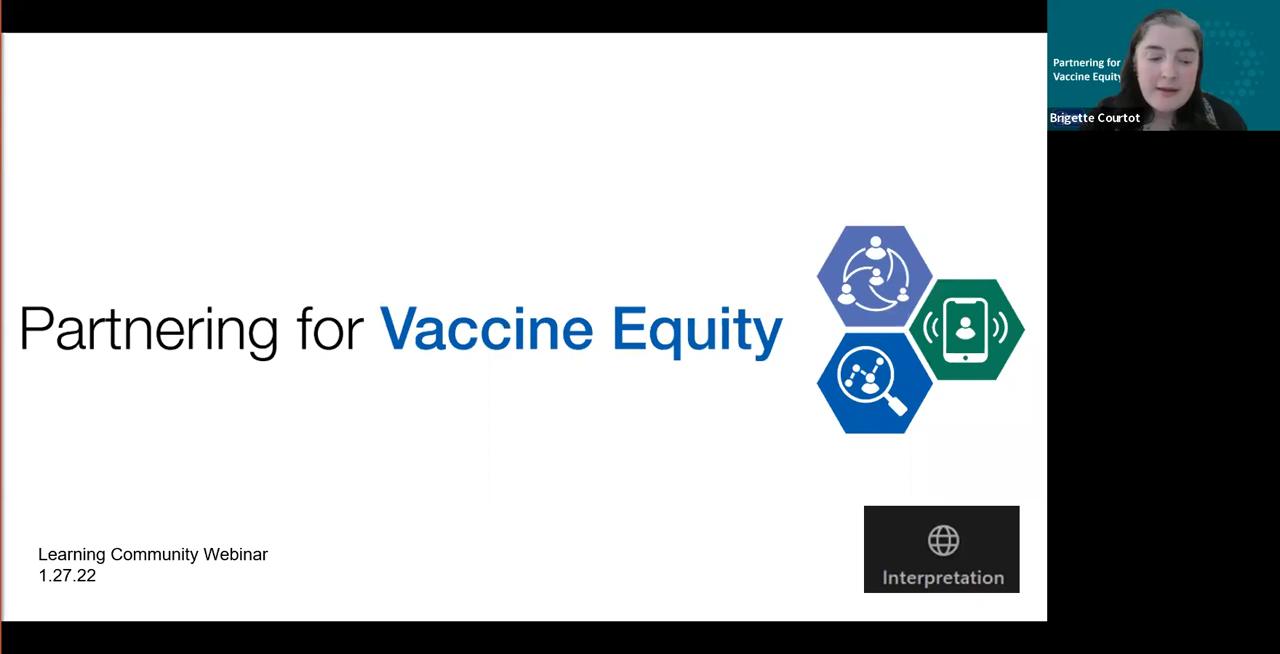 Partnering for
Vaccine Equity
Brigette Courtot
Partnering for Vaccine Equity
Learning Community Webinar
1.27.22
Interpretation